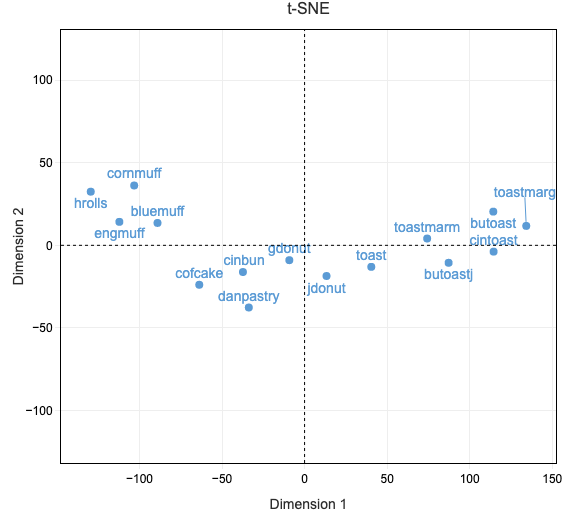 t-SNE
100
50
0
−50
−100
Dimension 2
cornmuff
hrolls
bluemuff
engmuff
toastmarg
butoast
toastmarm
cintoast
gdonut
toast
cinbun
cofcake
butoastj
jdonut
danpastry
−100
−50
0
50
100
150
Dimension 1